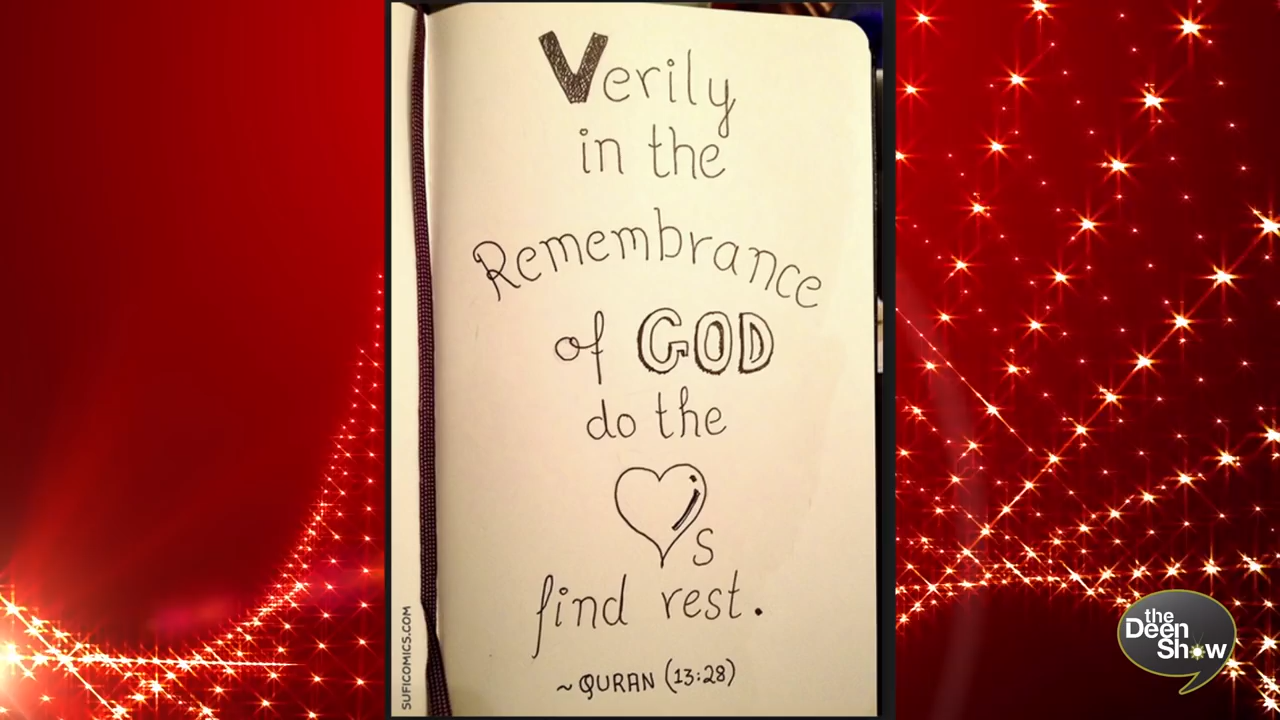 Verily
in the
Remembrance
of GOD
do the
s
find rest.
~QURAN (13:28)
SUFICOMICS.COM
the
Deen
Show